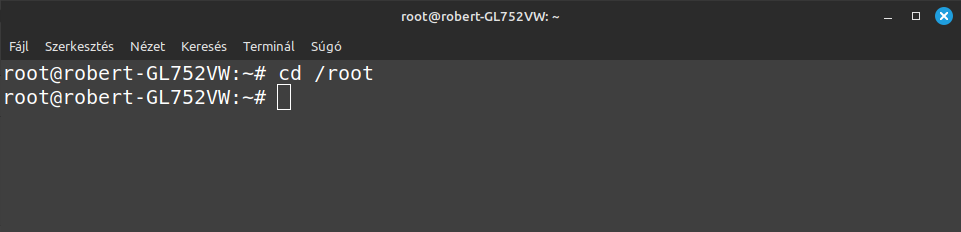 root@robert-GL752VW: ~
Fájl Szerkesztés Nézet Keresés Terminál Súgó
root@robert-GL752VW:~# cd /root
root@robert-GL752VW:~#